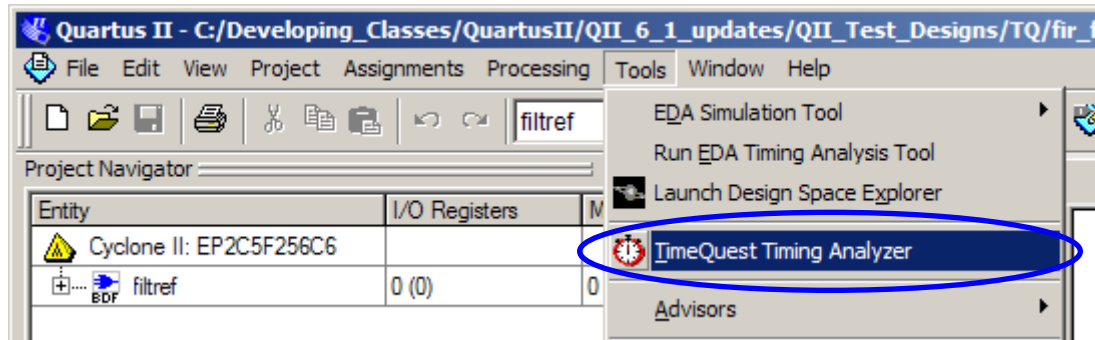 Quartus II - C:/Developing_Classes/QuartusII/QII_6_1_updates/QII_Test_Designs/TQ/fir_f
File Edit View Project Assignments Processing Tools Window Help
filtref
EDA Simulation Tool
Run EDA Timing Analysis Tool
Launch Design Space Explorer
TimeQuest Timing Analyzer
Advisors
Project Navigator
Entity I/O Registers M
Cyclone II: EP2C5F256C6
BDF filtref 0 (0) 0